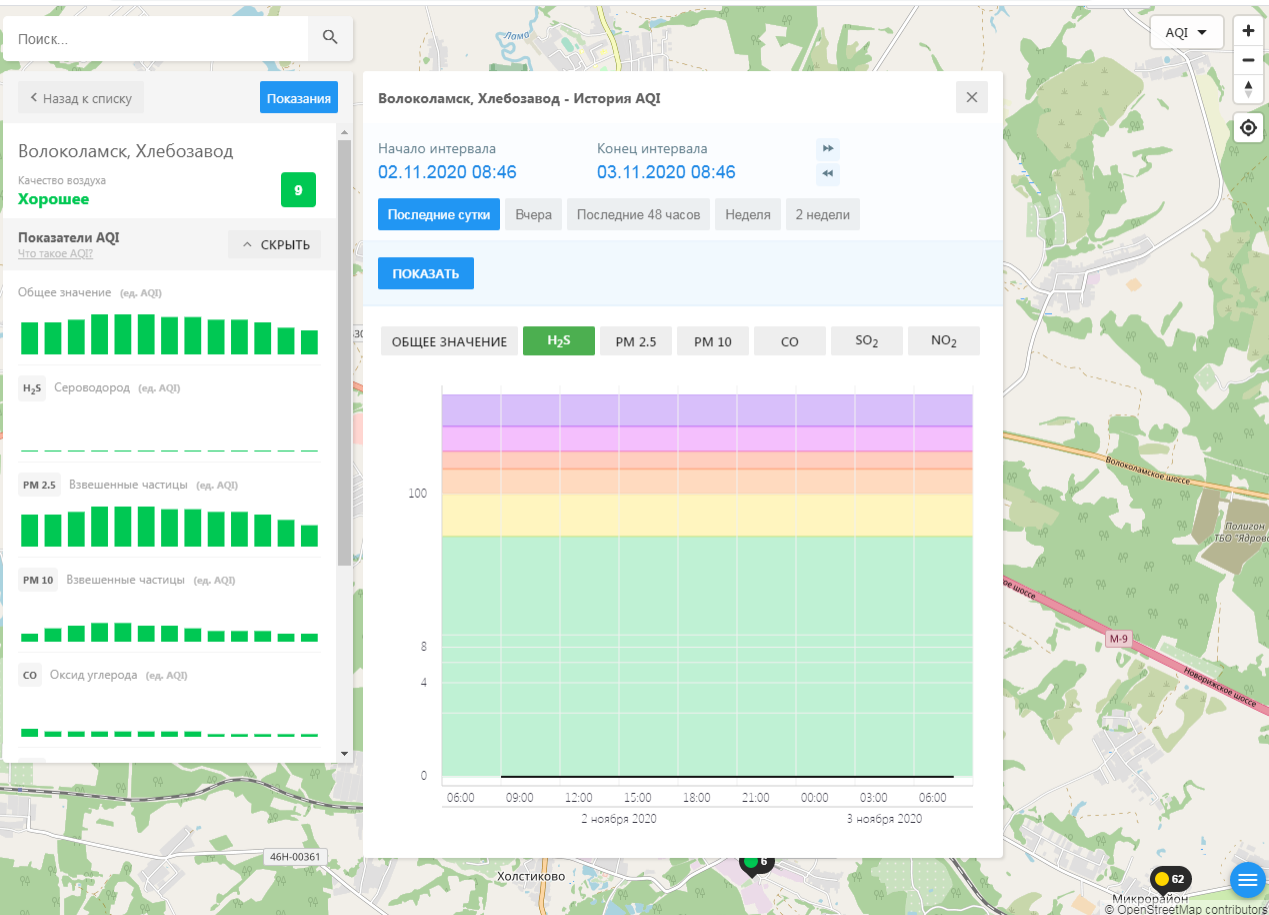 Поиск...
Назад к списку
Показания
Волоколамск, Хлебозавод
Качество воздуха
Хорошее
9
Показатели AQI
Что такое AQI?
СКРЫТЬ
Общее значение (ед. AQI)
H₂S Сероводород (ед. AQI)
PM 2.5 Взвешенные частицы (ед. AQI)
PM 10 Взвешенные частицы (ед. AQI)
CO Оксид углерода (ед. AQI)
Волоколамск, Хлебозавод - История AQI
Начало интервала Конец интервала
02.11.2020 08:46 03.11.2020 08:46
Последние сутки Вчера Последние 48 часов Неделя 2 недели
ПОКАЗАТЬ
ОБЩЕЕ ЗНАЧЕНИЕ H₂S PM 2.5 PM 10 CO SO₂ NO₂
100
8
4
0
06:00 09:00 12:00 15:00 18:00 21:00 00:00 03:00 06:00
2 ноября 2020 3 ноября 2020
AQI
Лама
Волоколамское шоссе
Полигон
ТБО "Ядрово
ое шоссе
М-9
Новорижское шоссе
46Н-00361
Холстиково
6
62
Микрорайон
© OpenStreetMap contributors